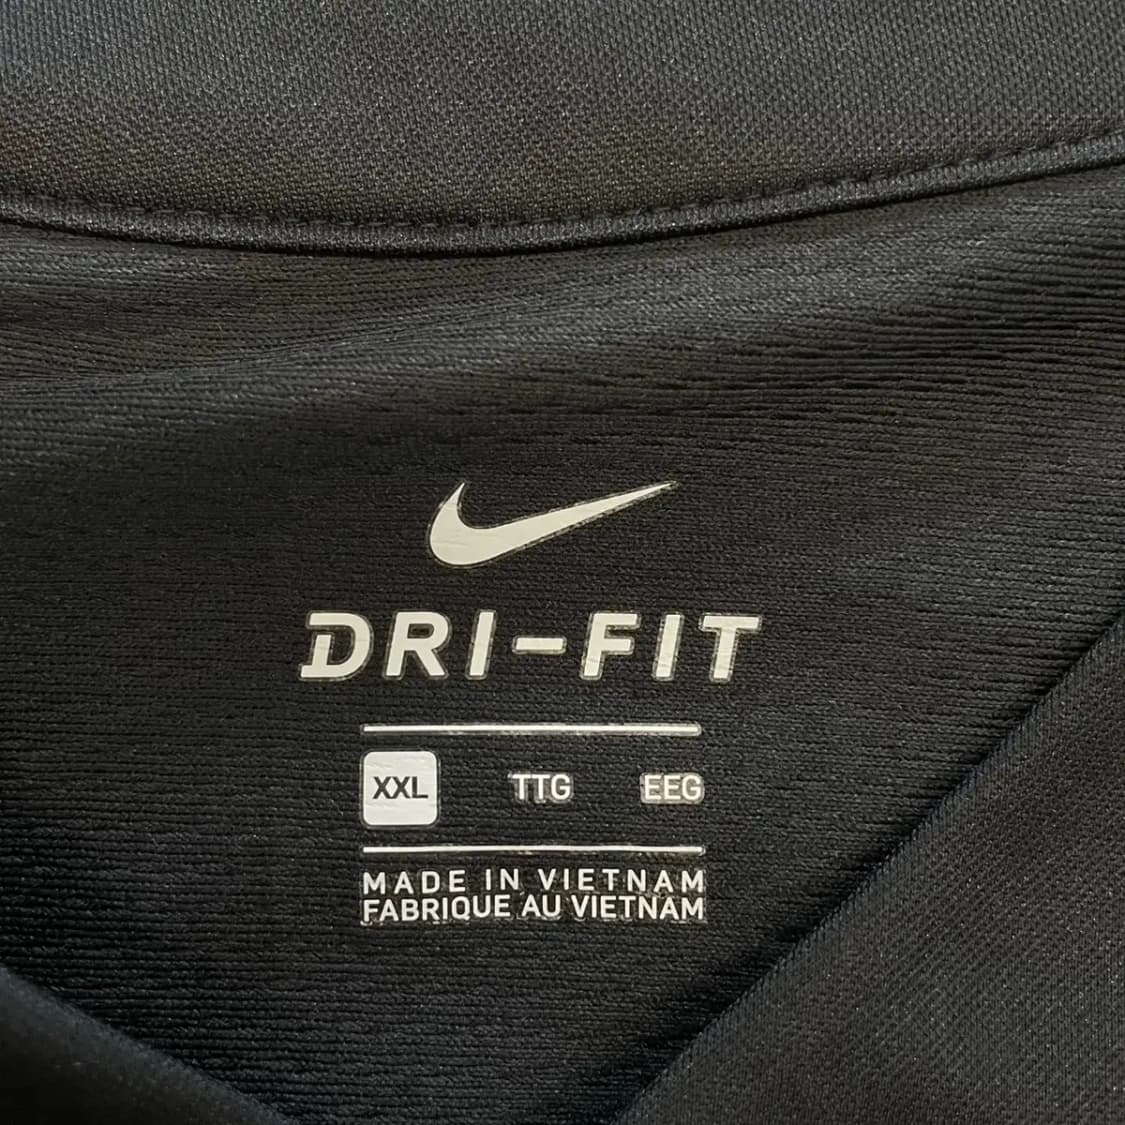 DRI-FIT
XXL TTG EEG
MADE IN VIETNAM
FABRIQUE AU VIETNAM